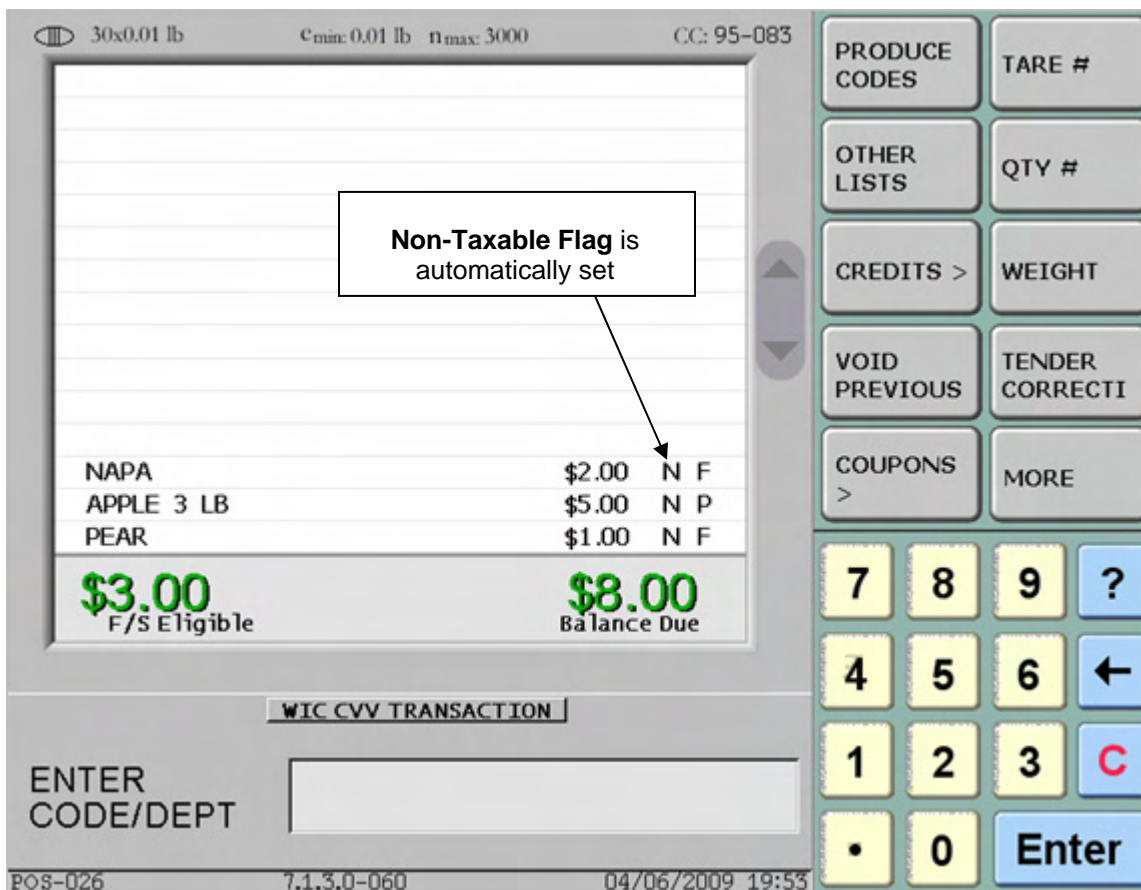 30x0.01 lb Cmin: 0.01 lb nmax: 3000 CC: 95-083
Non-Taxable Flag is
automatically set
NAPA $2.00 N F
APPLE 3 LB $5.00 N P
PEAR $1.00 N F
$3.00 $8.00
F/S Eligible Balance Due
WIC CVV TRANSACTION
ENTER
CODE/DEPT
POS-026 7.1.3.0-060 04/06/2009 19:53
PRODUCE
CODES
TARE #
OTHER
LISTS
QTY #
CREDITS >
WEIGHT
VOID
PREVIOUS
TENDER
CORRECTI
COUPONS
>
MORE
7 8 9 ?
4 5 6 ←
1 2 3 C
• 0 Enter